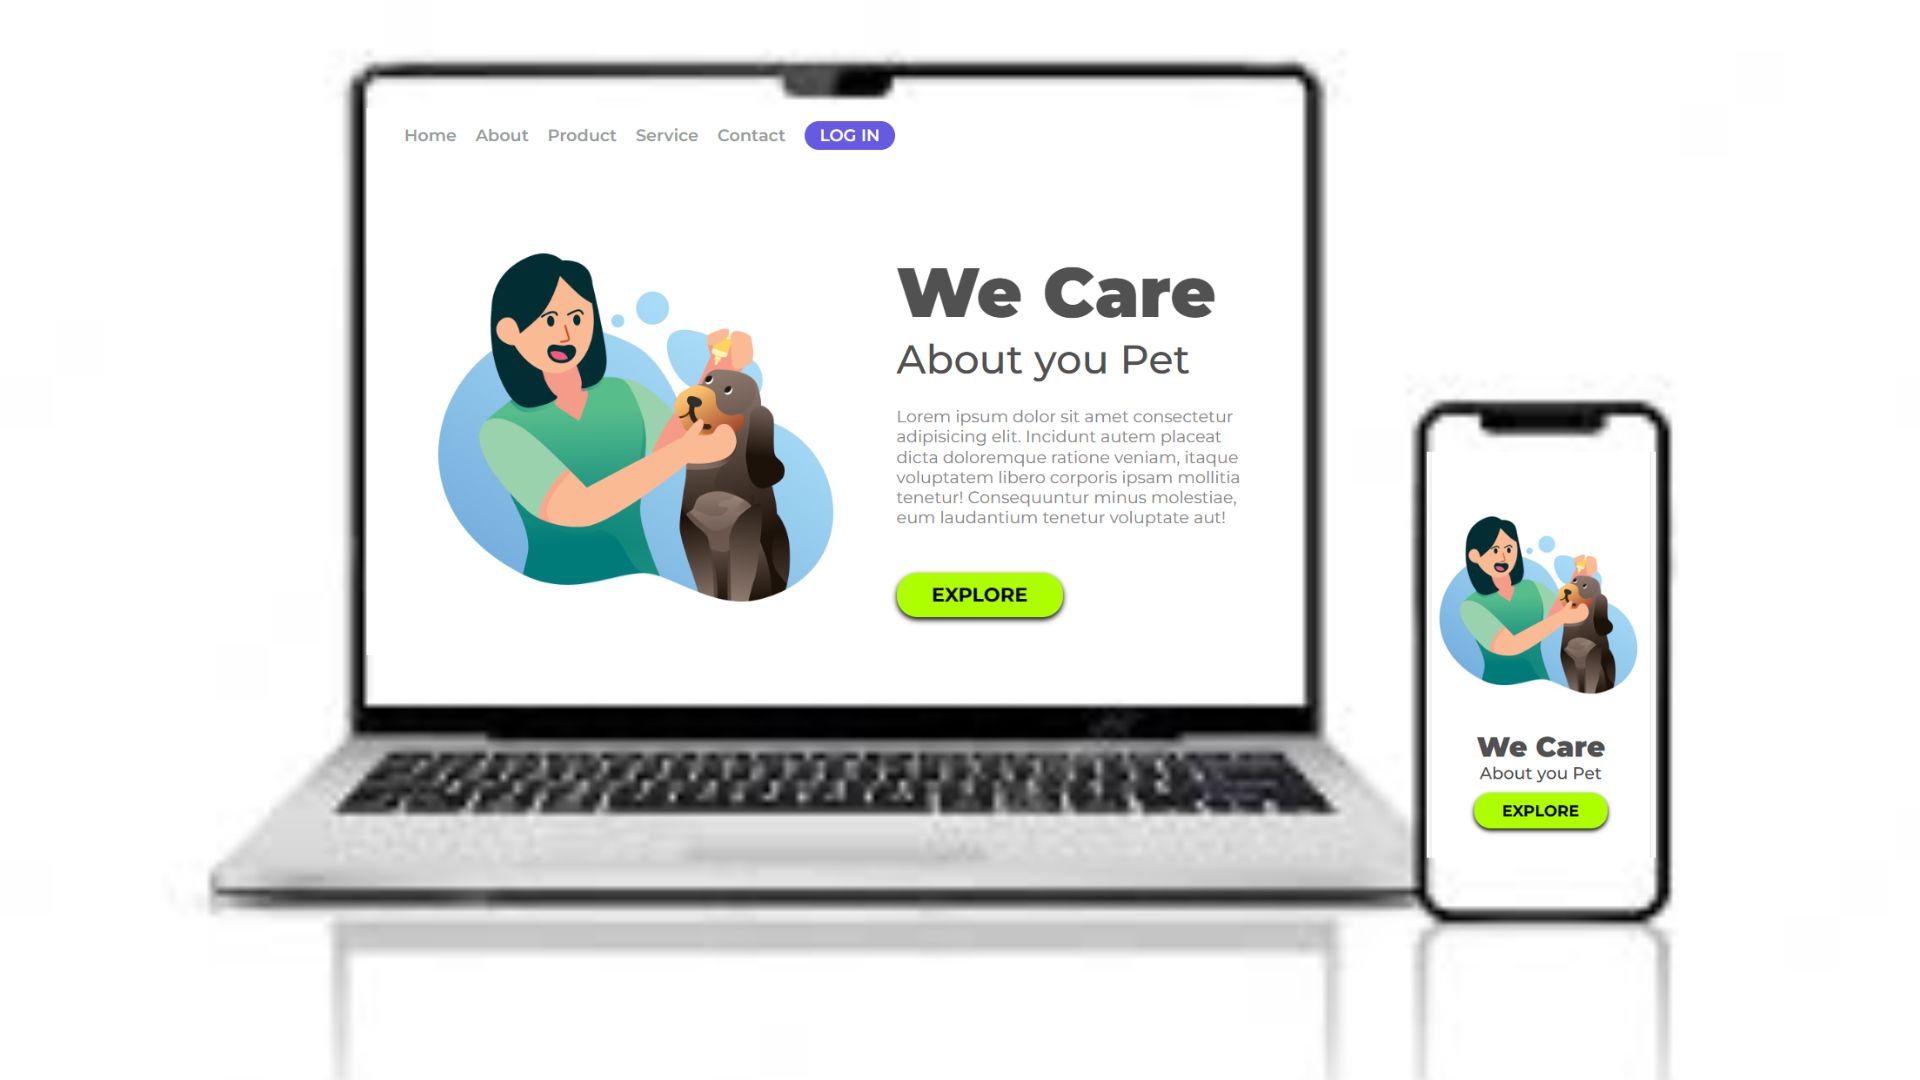 Home About Product Service Contact LOG IN
We Care
About you Pet
Lorem ipsum dolor sit amet consectetur
adipisicing elit. Incidunt autem placeat
dicta doloremque ratione veniam, itaque
voluptatem libero corporis ipsam mollitia
tenetur! Consequuntur minus molestiae,
eum laudantium tenetur voluptate aut!
EXPLORE
We Care
About you Pet
EXPLORE